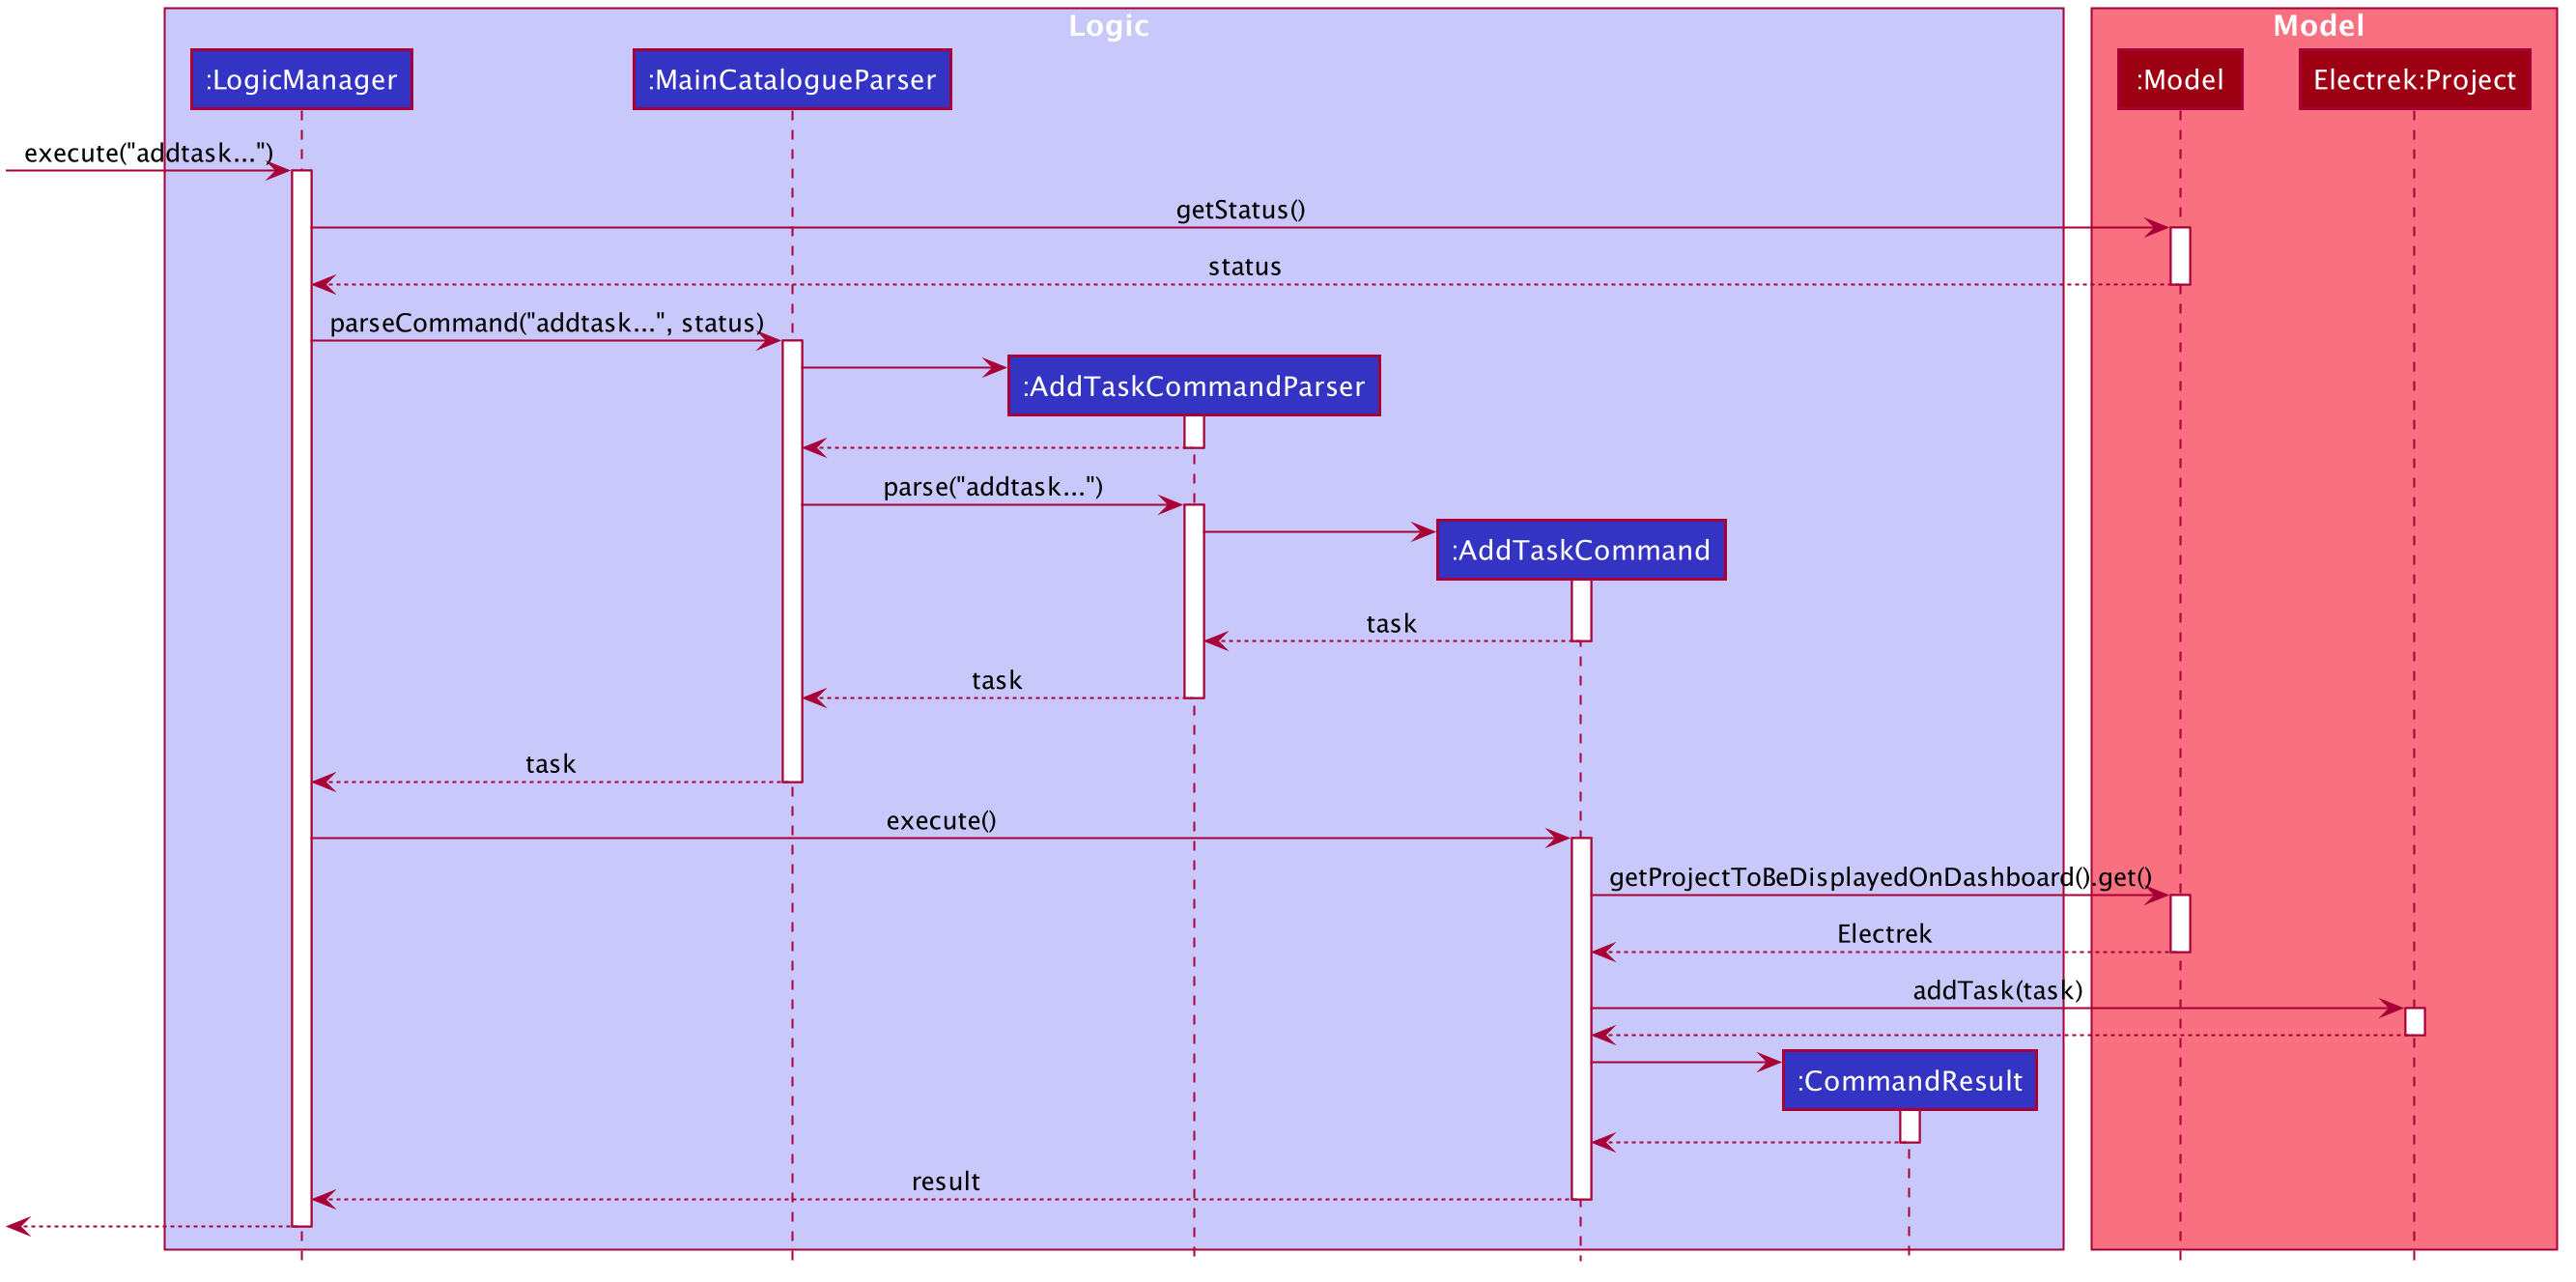 Logic
Model
:LogicManager
:MainCatalogueParser
:Model
Electrek:Project
execute("addtask...")
getStatus()
status
parseCommand("addtask...", status)
:AddTaskCommandParser
parse("addtask...")
:AddTaskCommand
task
task
task
execute()
getProjectToBeDisplayedOnDashboard().get()
Electrek
addTask(task)
:CommandResult
result